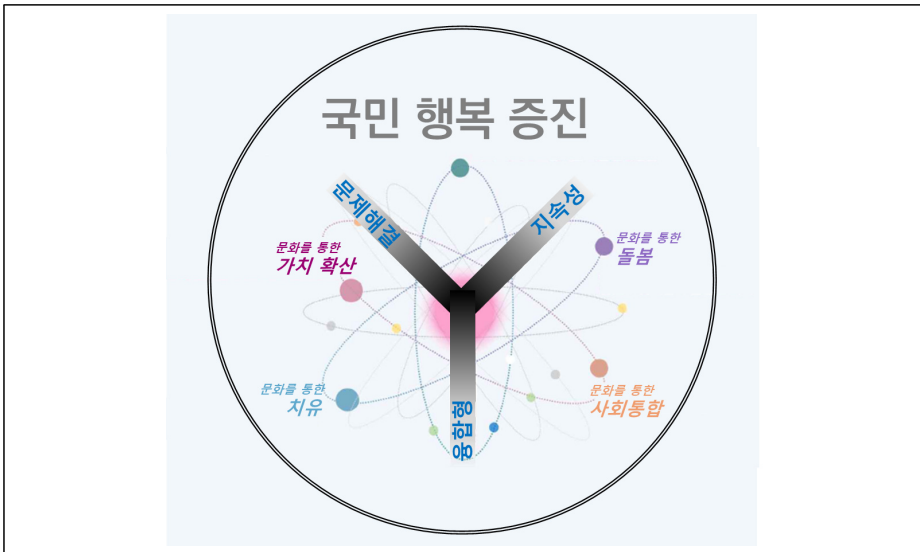 국민 행복 증진
문제해결
지속성
문화를 통한
가치 확산
문화를 통한
돌봄
문화를 통한
치유
문화를 통한
사회통합
융합형